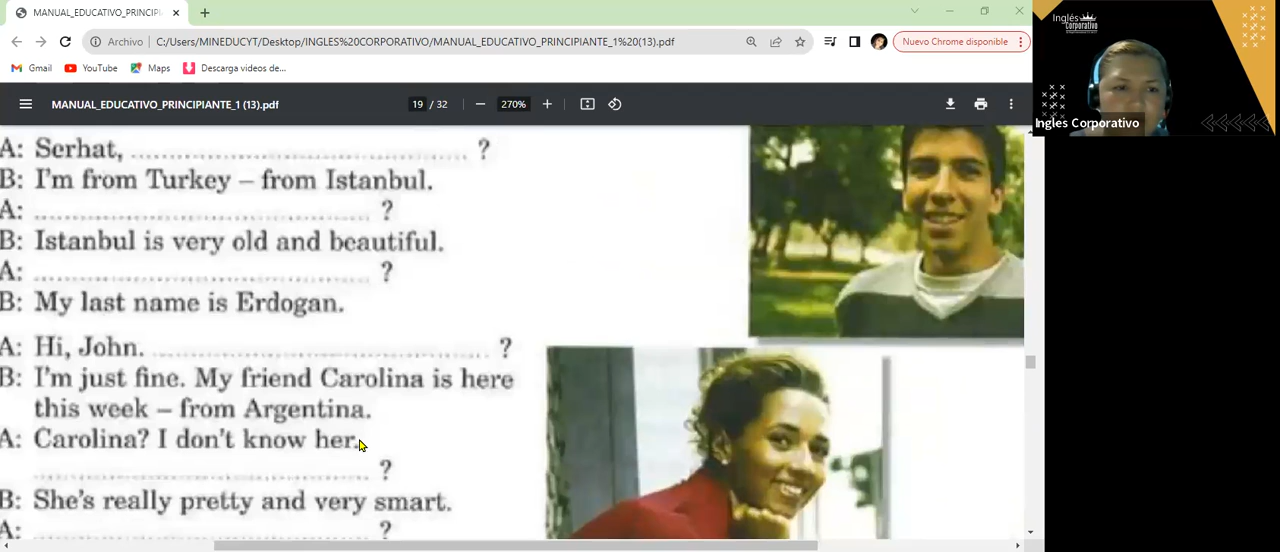 MANUAL_EDUCATIVO_PRINCIPI
Archivo
C:/Users/MINEDUCYT/Desktop/INGLES%20CORPORATIVO/MANUAL_EDUCATIVO_PRINCIPIANTE_1%20(13).pdf
Nuevo Chrome disponible
Gmail
YouTube
Maps
Descarga videos de...
MANUAL_EDUCATIVO_PRINCIPIANTE_1 (13).pdf
19 / 32
270%
A: Serhat, ................................................ ?
B: I'm from Turkey – from Istanbul.
A: ................................................ ?
B: Istanbul is very old and beautiful.
A: ................................................ ?
B: My last name is Erdogan.
A: Hi, John. ................................................ ?
B: I'm just fine. My friend Carolina is here
this week – from Argentina.
A: Carolina? I don't know her.
................................................ ?
B: She's really pretty and very smart.
A: ................................................ ?
Inglés
Corporativo
Ingles Corporativo